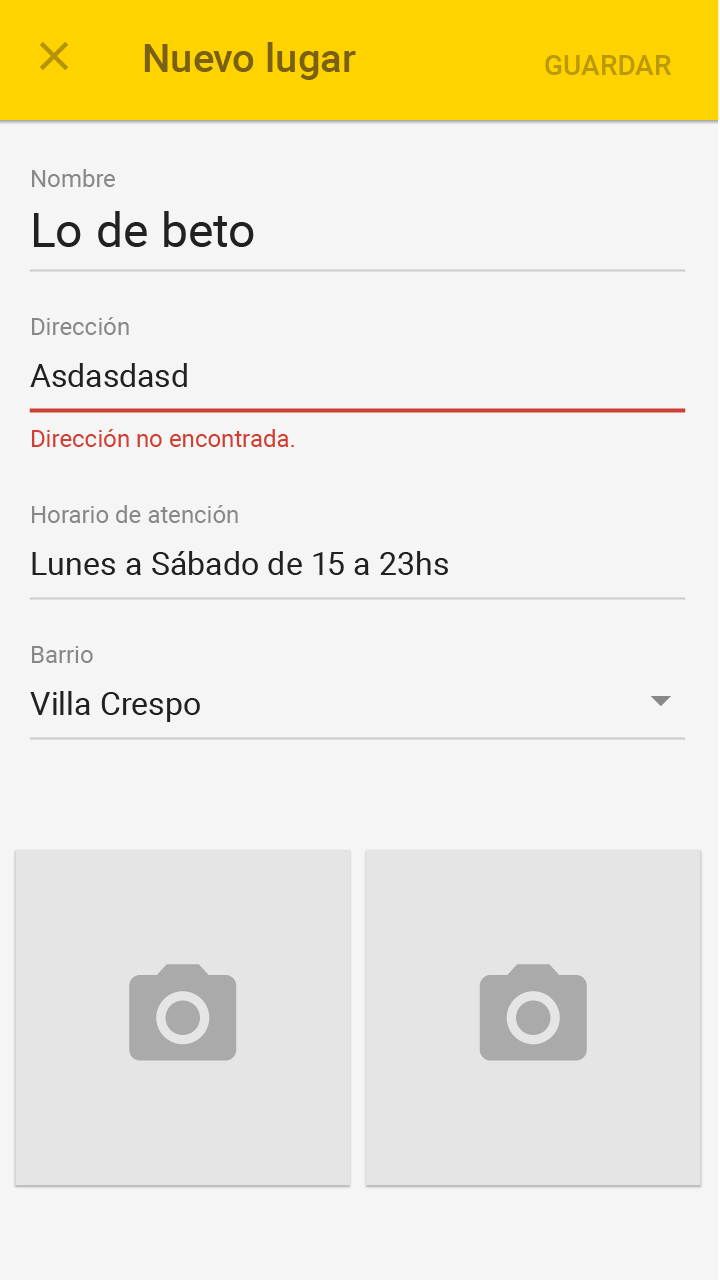 Nuevo lugar
GUARDAR
Nombre
Lo de beto
Dirección
Asdasdasd
Dirección no encontrada.
Horario de atención
Lunes a Sábado de 15 a 23hs
Barrio
Villa Crespo